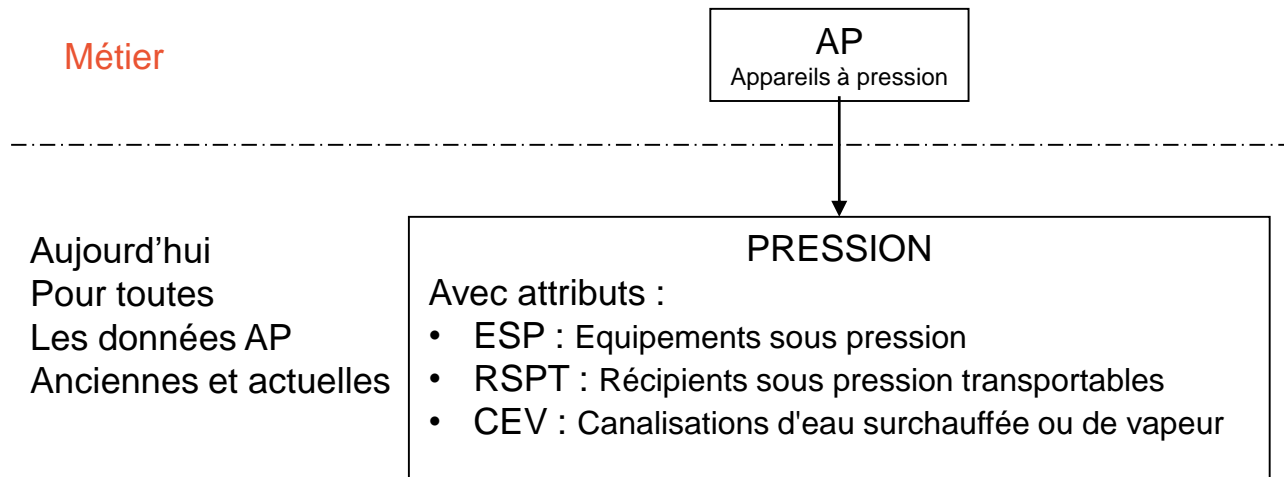 Métier
AP
Appareils à pression
Aujourd’hui
Pour toutes
Les données AP
Anciennes et actuelles
PRESSION
Avec attributs :
• ESP : Equipements sous pression
• RSPT : Récipients sous pression transportables
• CEV : Canalisations d'eau surchauffée ou de vapeur